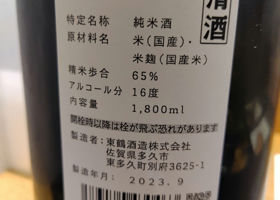 清酒
特定名称 純米酒
原材料名 米(国産)・
米麹(国産米)
精米歩合 65%
アルコール分 16度
内容量 1,800ml
開栓時以降は栓が飛ぶ恐れがあります
製造者: 東鶴酒造株式会社
佐賀県多久市
東多久町別府3625-1
製造年月: 2023.9